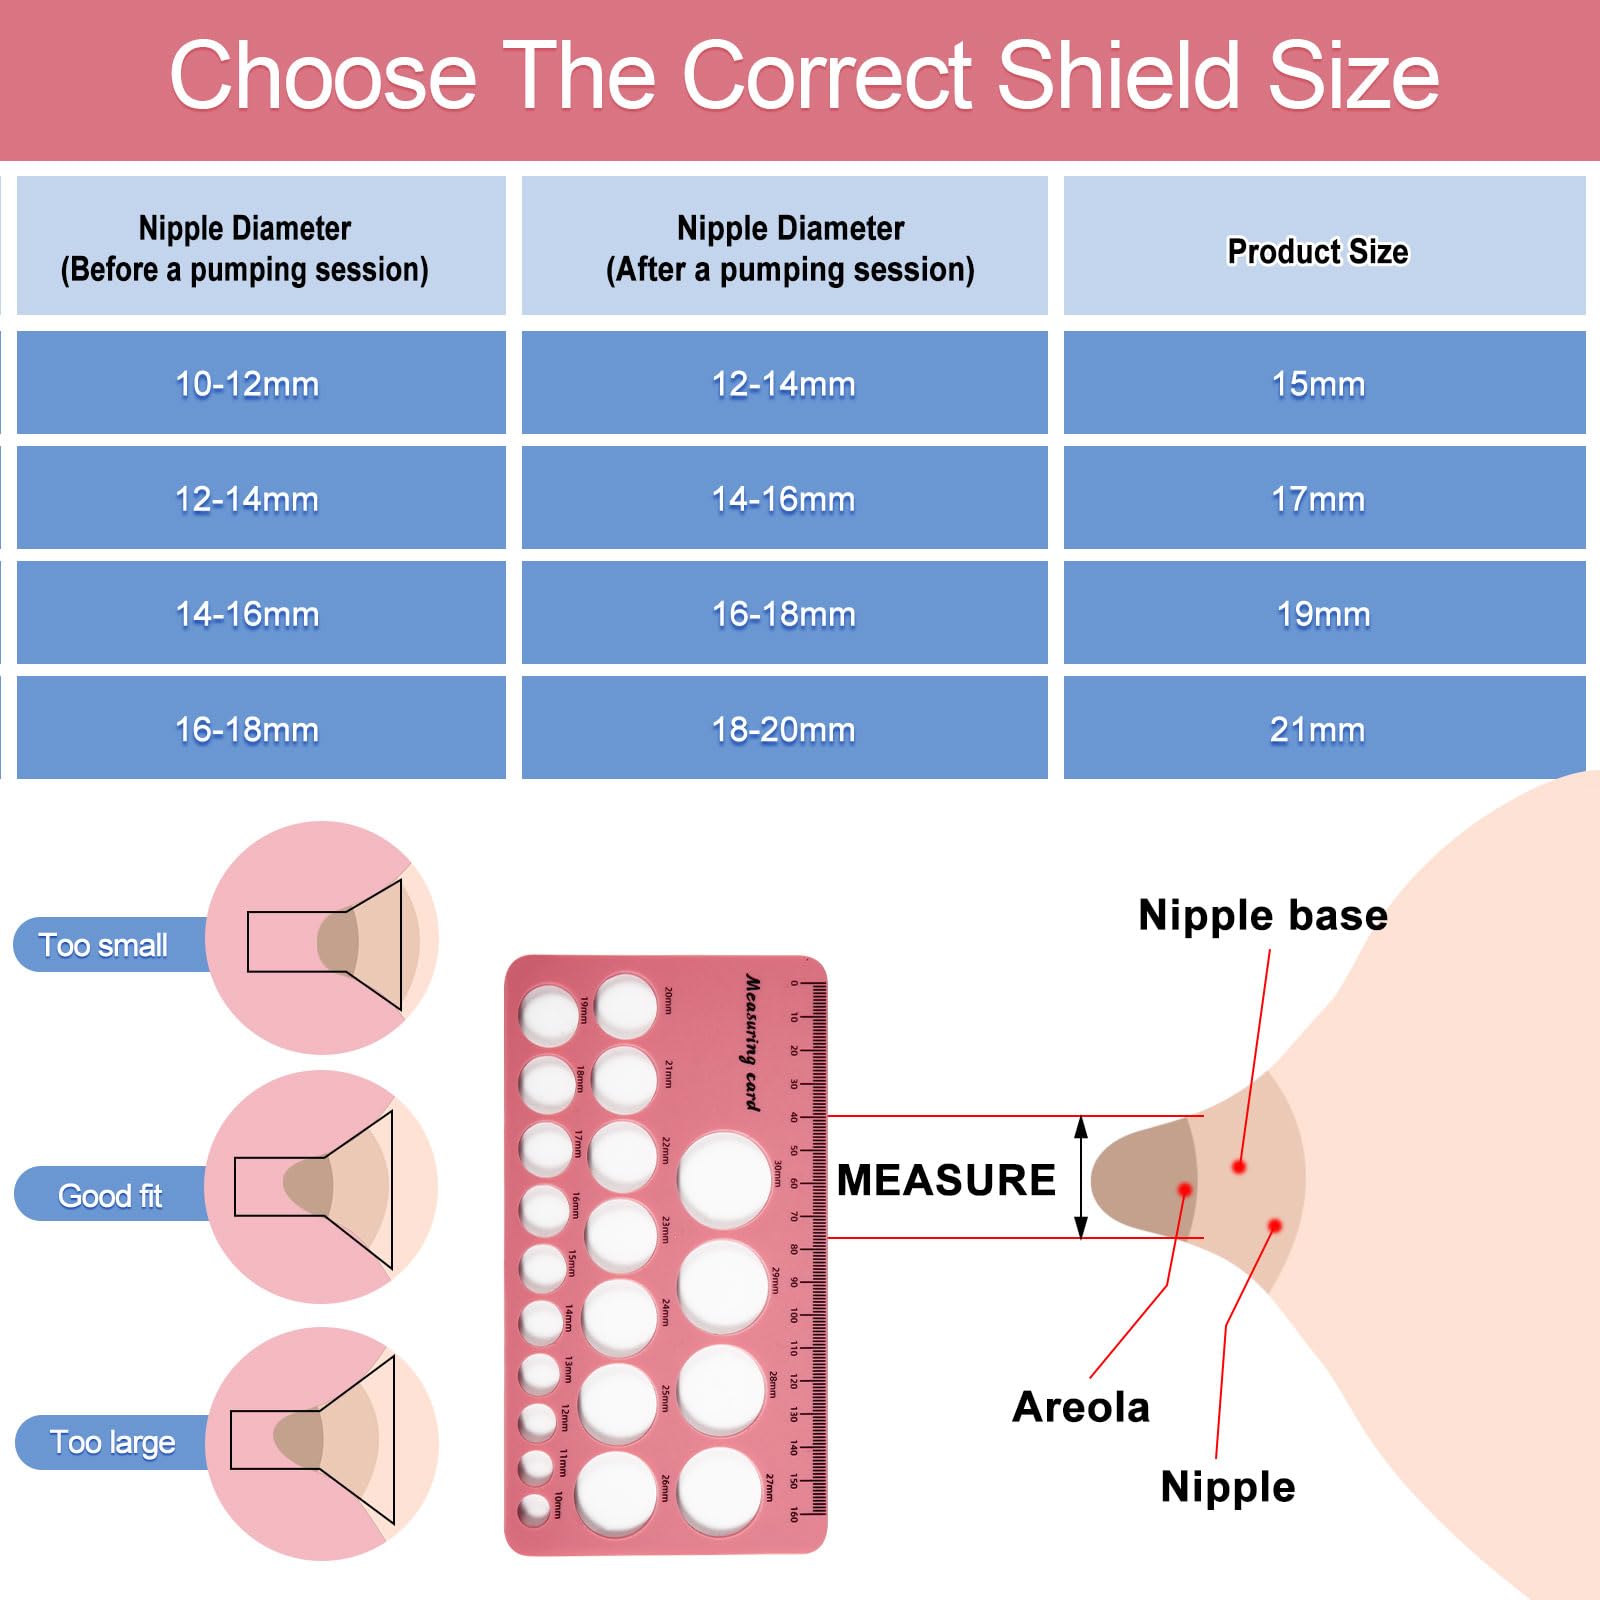 Choose The Correct Shield Size
Nipple Diameter
(Before a pumping session)
Nipple Diameter
(After a pumping session)
Product Size
10-12mm
12-14mm
15mm
12-14mm
14-16mm
17mm
14-16mm
16-18mm
19mm
16-18mm
18-20mm
21mm
Too small
Good fit
Too large
Measuring card
19mm
18mm
17mm
16mm
15mm
14mm
13mm
12mm
11mm
10mm
20mm
21mm
22mm
23mm
24mm
25mm
26mm
30mm
29mm
28mm
27mm
0
10
20
30
40
50
60
70
80
90
100
110
120
130
140
150
160
MEASURE
Nipple base
Areola
Nipple